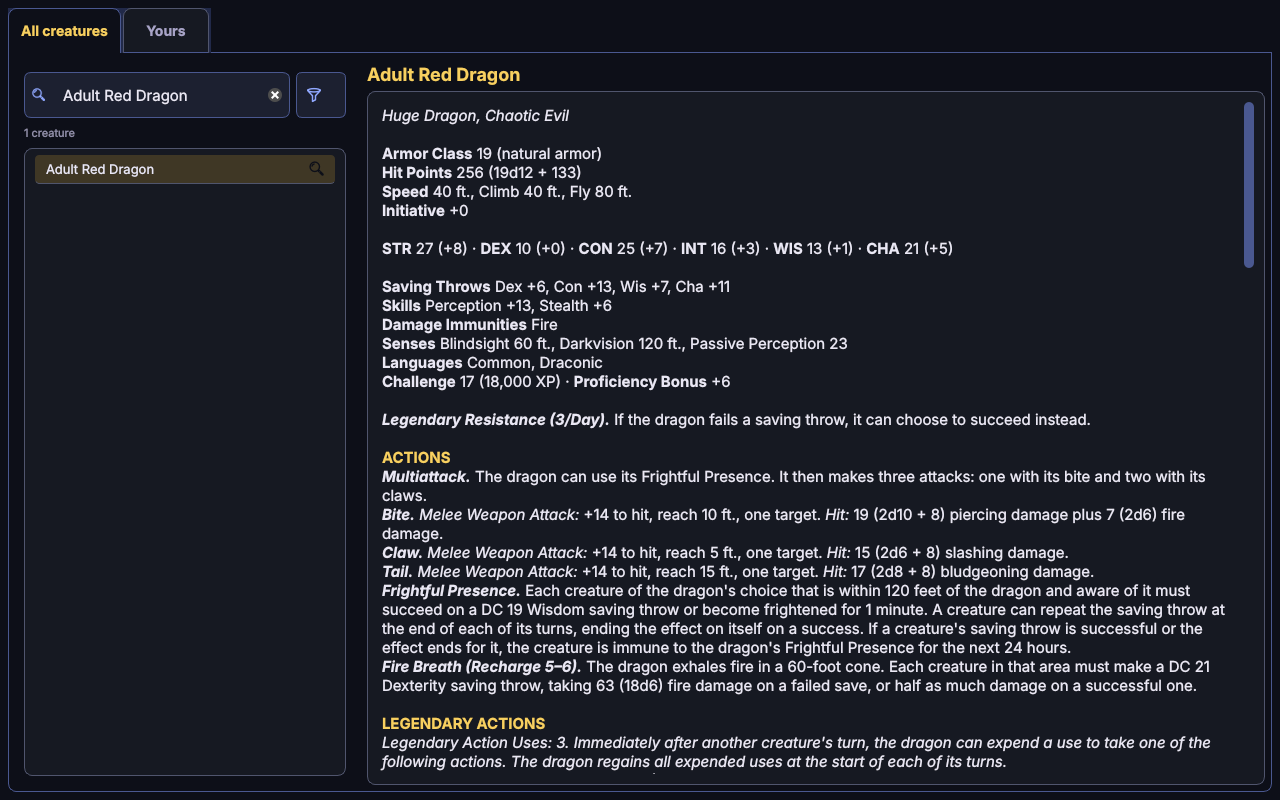 All creatures
Yours
Adult Red Dragon
1 creature
Adult Red Dragon
Adult Red Dragon
Huge Dragon, Chaotic Evil
Armor Class 19 (natural armor)
Hit Points 256 (19d12 + 133)
Speed 40 ft., Climb 40 ft., Fly 80 ft.
Initiative +0
STR 27 (+8) · DEX 10 (+0) · CON 25 (+7) · INT 16 (+3) · WIS 13 (+1) · CHA 21 (+5)
Saving Throws Dex +6, Con +13, Wis +7, Cha +11
Skills Perception +13, Stealth +6
Damage Immunities Fire
Senses Blindsight 60 ft., Darkvision 120 ft., Passive Perception 23
Languages Common, Draconic
Challenge 17 (18,000 XP) · Proficiency Bonus +6
Legendary Resistance (3/Day). If the dragon fails a saving throw, it can choose to succeed instead.
ACTIONS
Multiattack. The dragon can use its Frightful Presence. It then makes three attacks: one with its bite and two with its
claws.
Bite. Melee Weapon Attack: +14 to hit, reach 10 ft., one target. Hit: 19 (2d10 + 8) piercing damage plus 7 (2d6) fire
damage.
Claw. Melee Weapon Attack: +14 to hit, reach 5 ft., one target. Hit: 15 (2d6 + 8) slashing damage.
Tail. Melee Weapon Attack: +14 to hit, reach 15 ft., one target. Hit: 17 (2d8 + 8) bludgeoning damage.
Frightful Presence. Each creature of the dragon's choice that is within 120 feet of the dragon and aware of it must
succeed on a DC 19 Wisdom saving throw or become frightened for 1 minute. A creature can repeat the saving throw at
the end of each of its turns, ending the effect on itself on a success. If a creature's saving throw is successful or the
effect ends for it, the creature is immune to the dragon's Frightful Presence for the next 24 hours.
Fire Breath (Recharge 5–6). The dragon exhales fire in a 60-foot cone. Each creature in that area must make a DC 21
Dexterity saving throw, taking 63 (18d6) fire damage on a failed save, or half as much damage on a successful one.
LEGENDARY ACTIONS
Legendary Action Uses: 3. Immediately after another creature's turn, the dragon can expend a use to take one of the
following actions. The dragon regains all expended uses at the start of each of its turns.